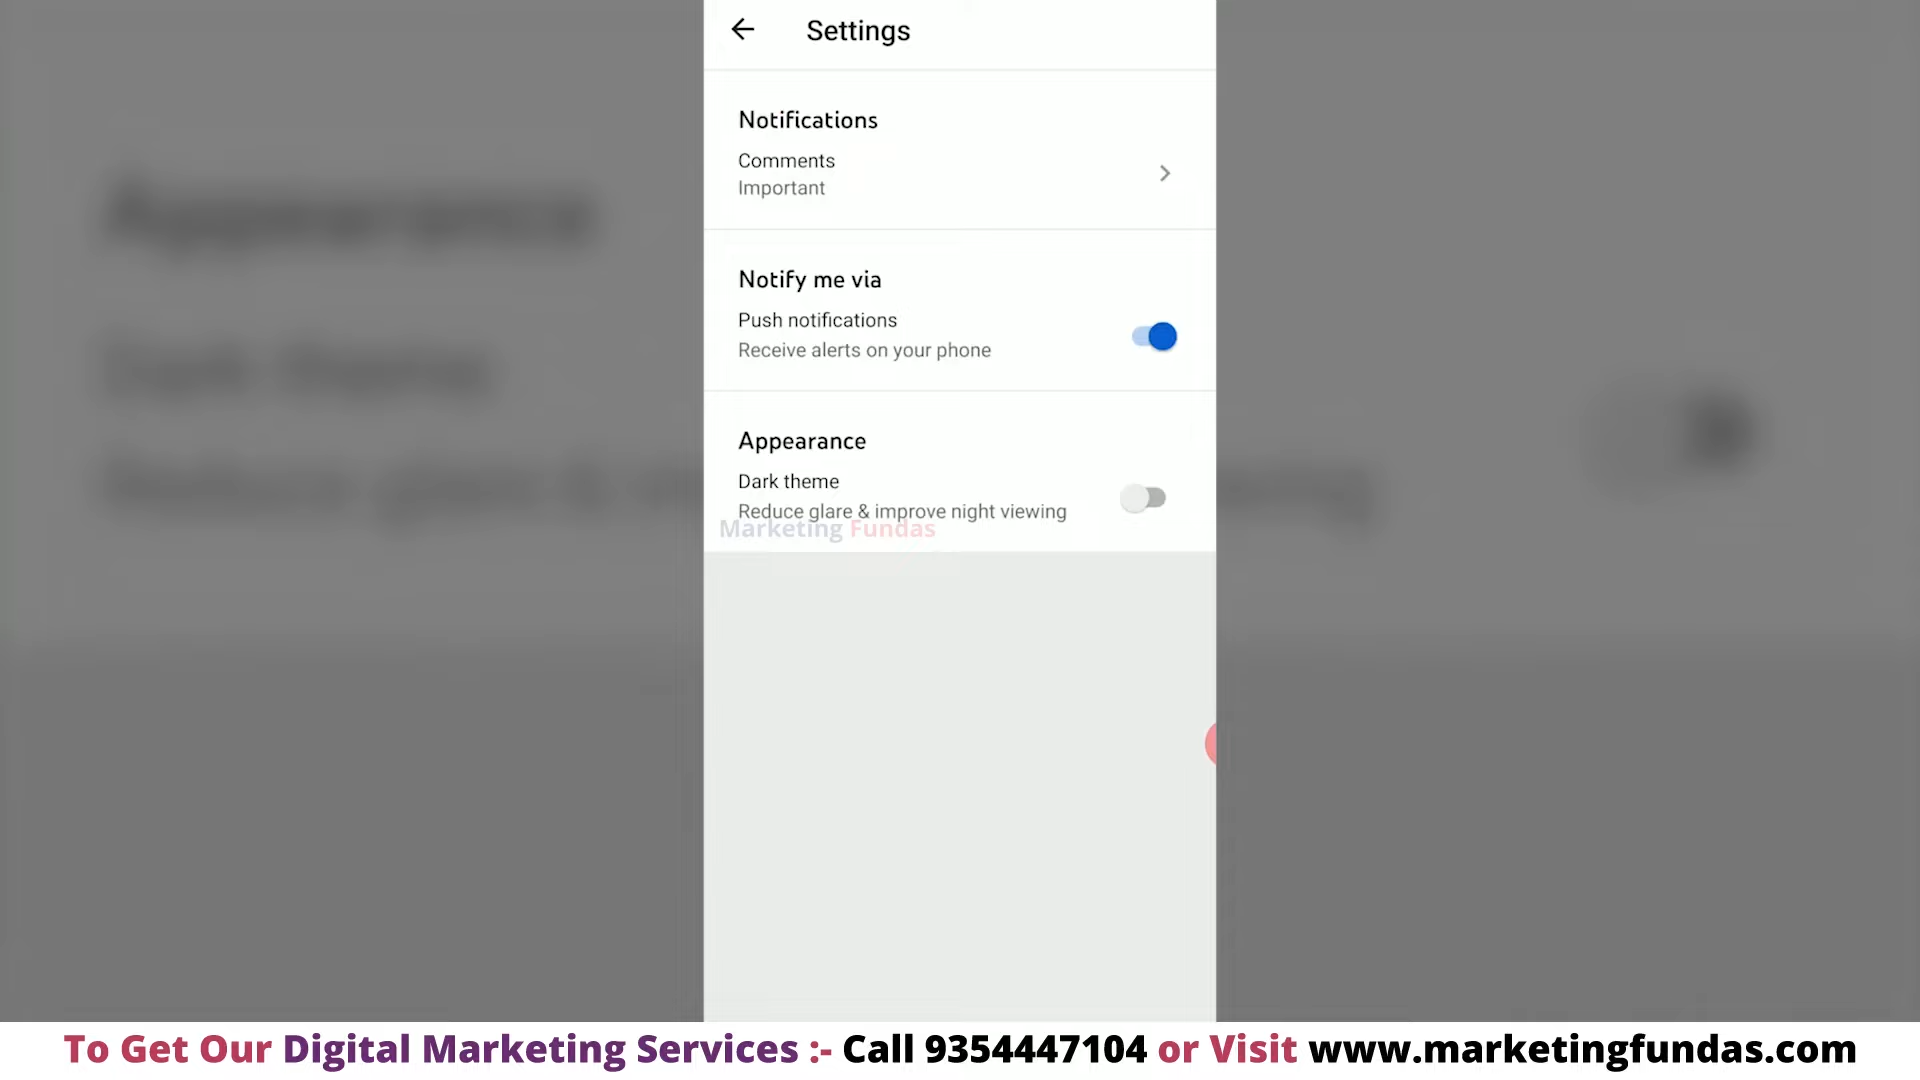 Settings
Notifications
Comments
Important
Notify me via
Push notifications
Receive alerts on your phone
Appearance
Dark theme
Reduce glare & improve night viewing
Marketing Fundas
To Get Our Digital Marketing Services :- Call 9354447104 or Visit www.marketingfundas.com